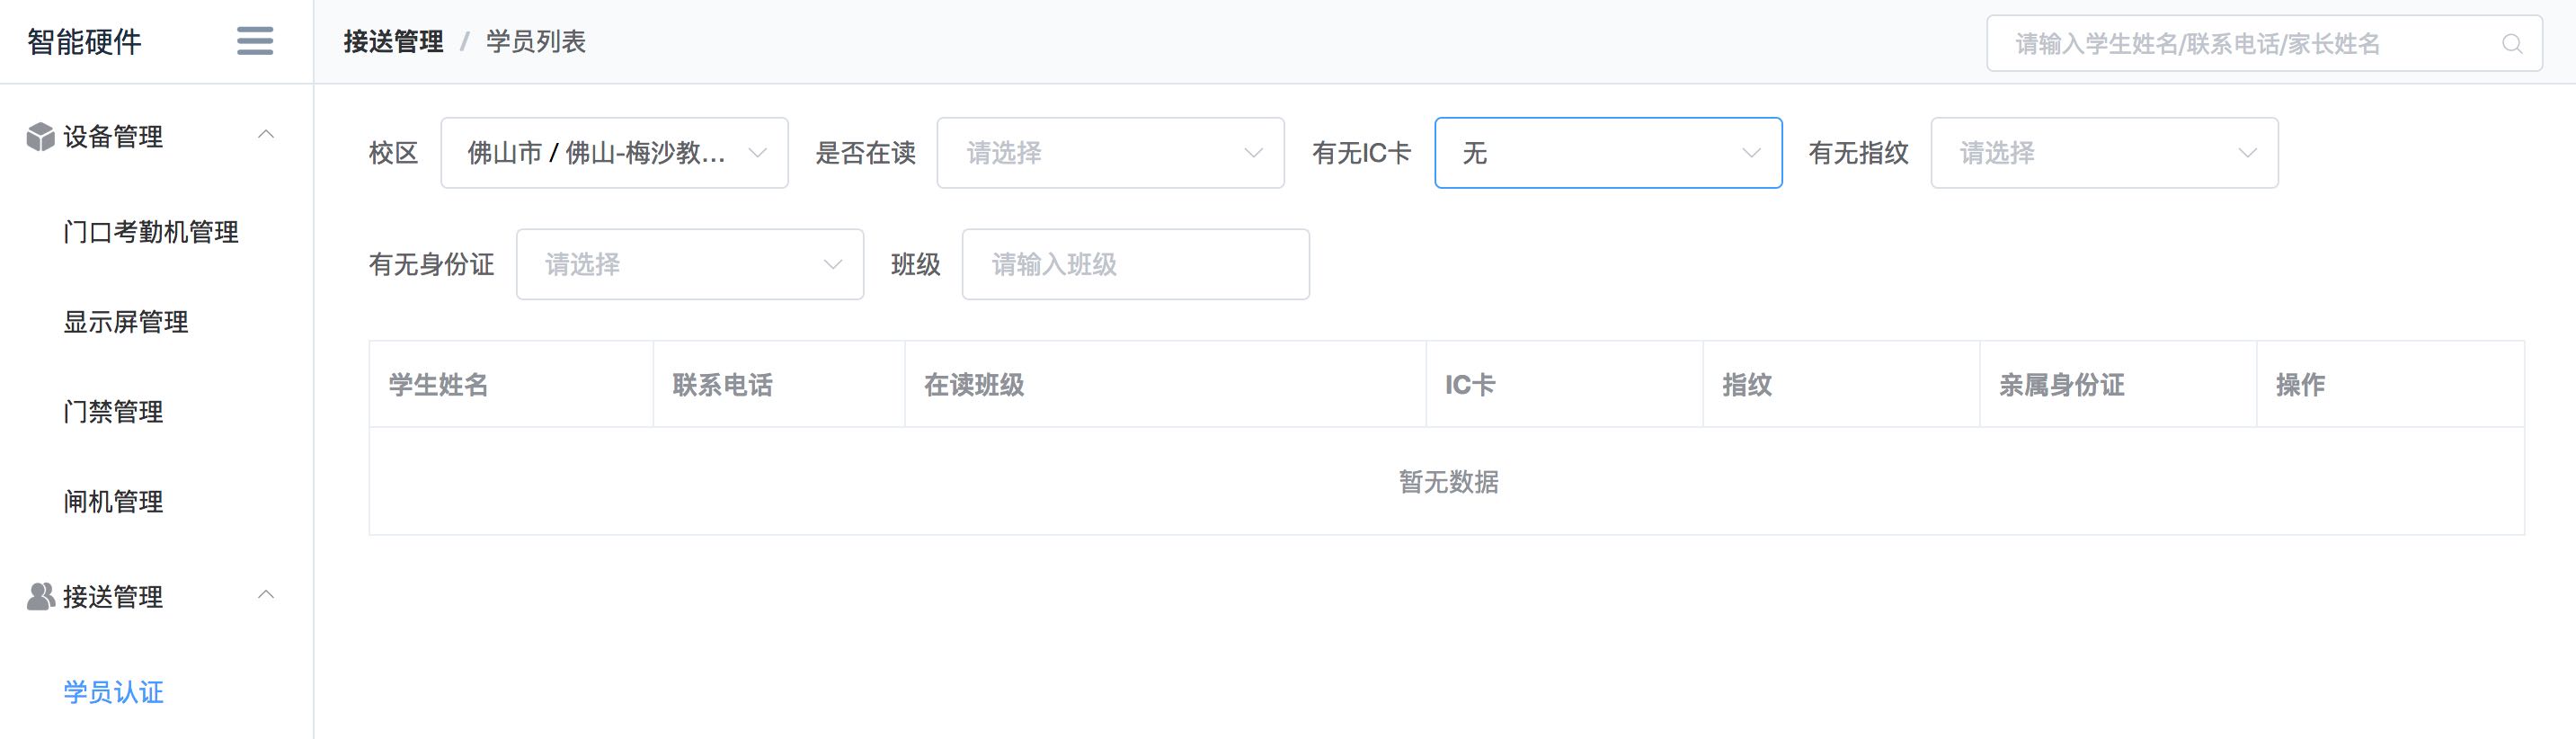 智能硬件
接送管理 / 学员列表
请输入学生姓名/联系电话/家长姓名
设备管理
门口考勤机管理
显示屏管理
门禁管理
闸机管理
接送管理
学员认证
校区 佛山市 / 佛山-梅沙教... 是否在读 请选择 有无IC卡 无 有无指纹 请选择
有无身份证 请选择 班级 请输入班级
学生姓名 联系电话 在读班级 IC卡 指纹 亲属身份证 操作
暂无数据